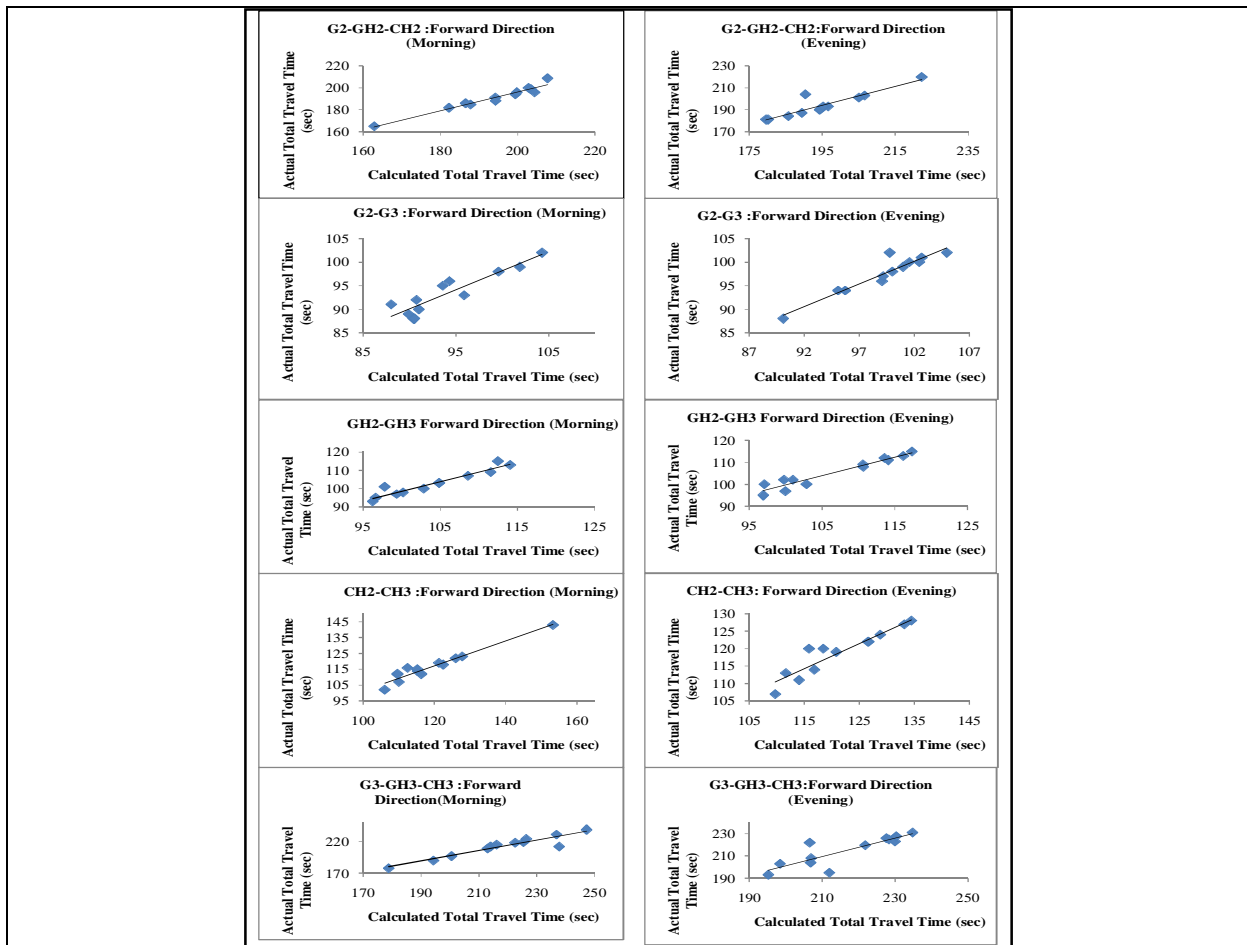 G2-GH2-CH2 :Forward Direction
(Morning)
Actual Total Travel Time
(sec)
220
200
180
160
163
180
200
220
Calculated Total Travel Time (sec)
G2-GH2-CH2:Forward Direction
(Evening)
Actual Total Travel Time
(sec)
230
210
190
170
175
195
215
235
Calculated Total Travel Time (sec)
G2-G3 :Forward Direction (Morning)
Actual Total Travel Time
(sec)
105
100
95
90
85
85
95
105
Calculated Total Travel Time (sec)
G2-G3 :Forward Direction (Evening)
Actual Total Travel Time
(sec)
105
100
95
90
85
87
92
97
102
107
Calculated Total Travel Time (sec)
GH2-GH3 Forward Direction (Morning)
Actual Total Travel
Time (sec)
120
110
100
90
95
105
115
125
Calculated Total Travel Time (sec)
GH2-GH3 Forward Direction (Evening)
Actual Total Travel
Time (sec)
120
110
100
90
95
105
115
125
Calculated Total Travel Time (sec)
CH2-CH3 :Forward Direction (Morning)
Actual Total Travel Time
(sec)
145
135
125
115
105
95
100
120
140
160
Calculated Total Travel Time (sec)
CH2-CH3: Forward Direction (Evening)
Actual Total Travel Time
(sec)
130
125
120
115
110
105
105
115
125
135
145
Calculated Total Travel Time (sec)
G3-GH3-CH3 :Forward
Direction(Morning)
Actual Total Travel
Time (sec)
220
170
170
190
210
230
250
Calculated Total Travel Time (sec)
G3-GH3-CH3:Forward Direction
(Evening)
Actual Total Travel
Time (sec)
230
210
190
190
210
230
250
Calculated Total Travel Time (sec)